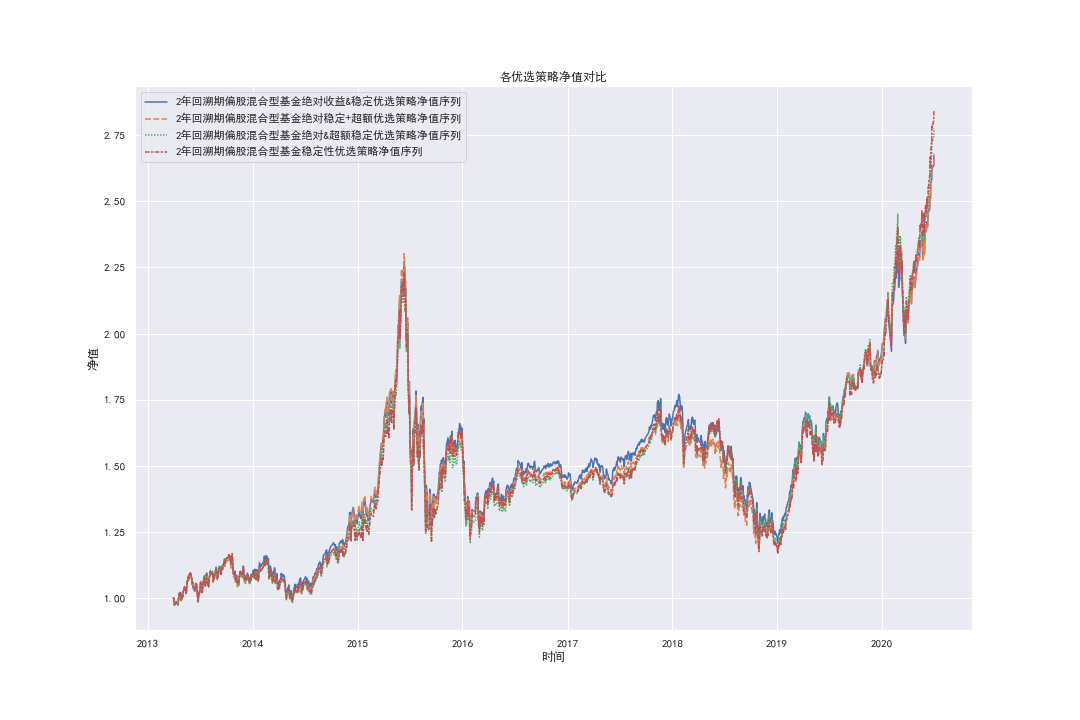 各优选策略净值对比
2年回溯期偏股混合型基金绝对收益&稳定优选策略净值序列
2年回溯期偏股混合型基金绝对稳定+超额优选策略净值序列
2年回溯期偏股混合型基金绝对&超额稳定优选策略净值序列
2年回溯期偏股混合型基金稳定性优选策略净值序列
2.75
2.50
2.25
2.00
1.75
1.50
1.25
1.00
净值
2013 2014 2015 2016 2017 2018 2019 2020
时间